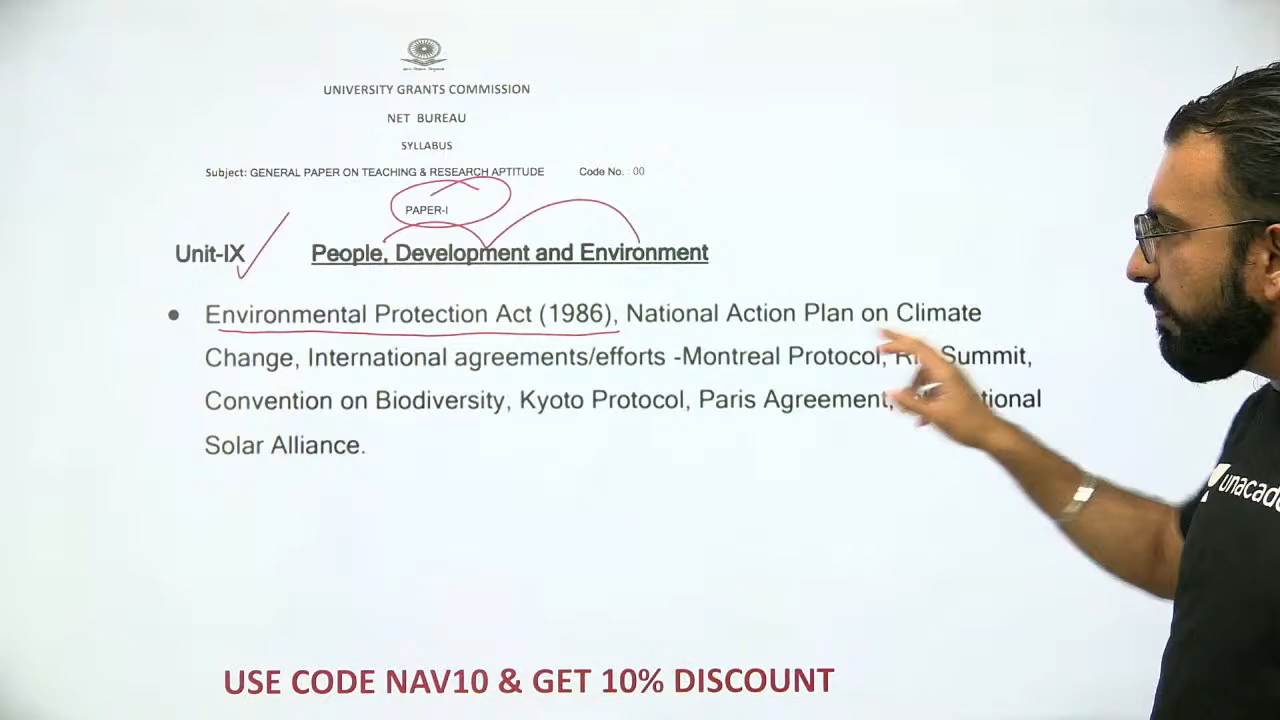 UNIVERSITY GRANTS COMMISSION
NET BUREAU
SYLLABUS
Subject: GENERAL PAPER ON TEACHING & RESEARCH APTITUDE Code No. : 00
PAPER-I
Unit-IX People, Development and Environment
● Environmental Protection Act (1986), National Action Plan on Climate
Change, International agreements/efforts -Montreal Protocol, Summit,
Convention on Biodiversity, Kyoto Protocol, Paris Agreement,
Solar Alliance.
USE CODE NAV10 & GET 10% DISCOUNT